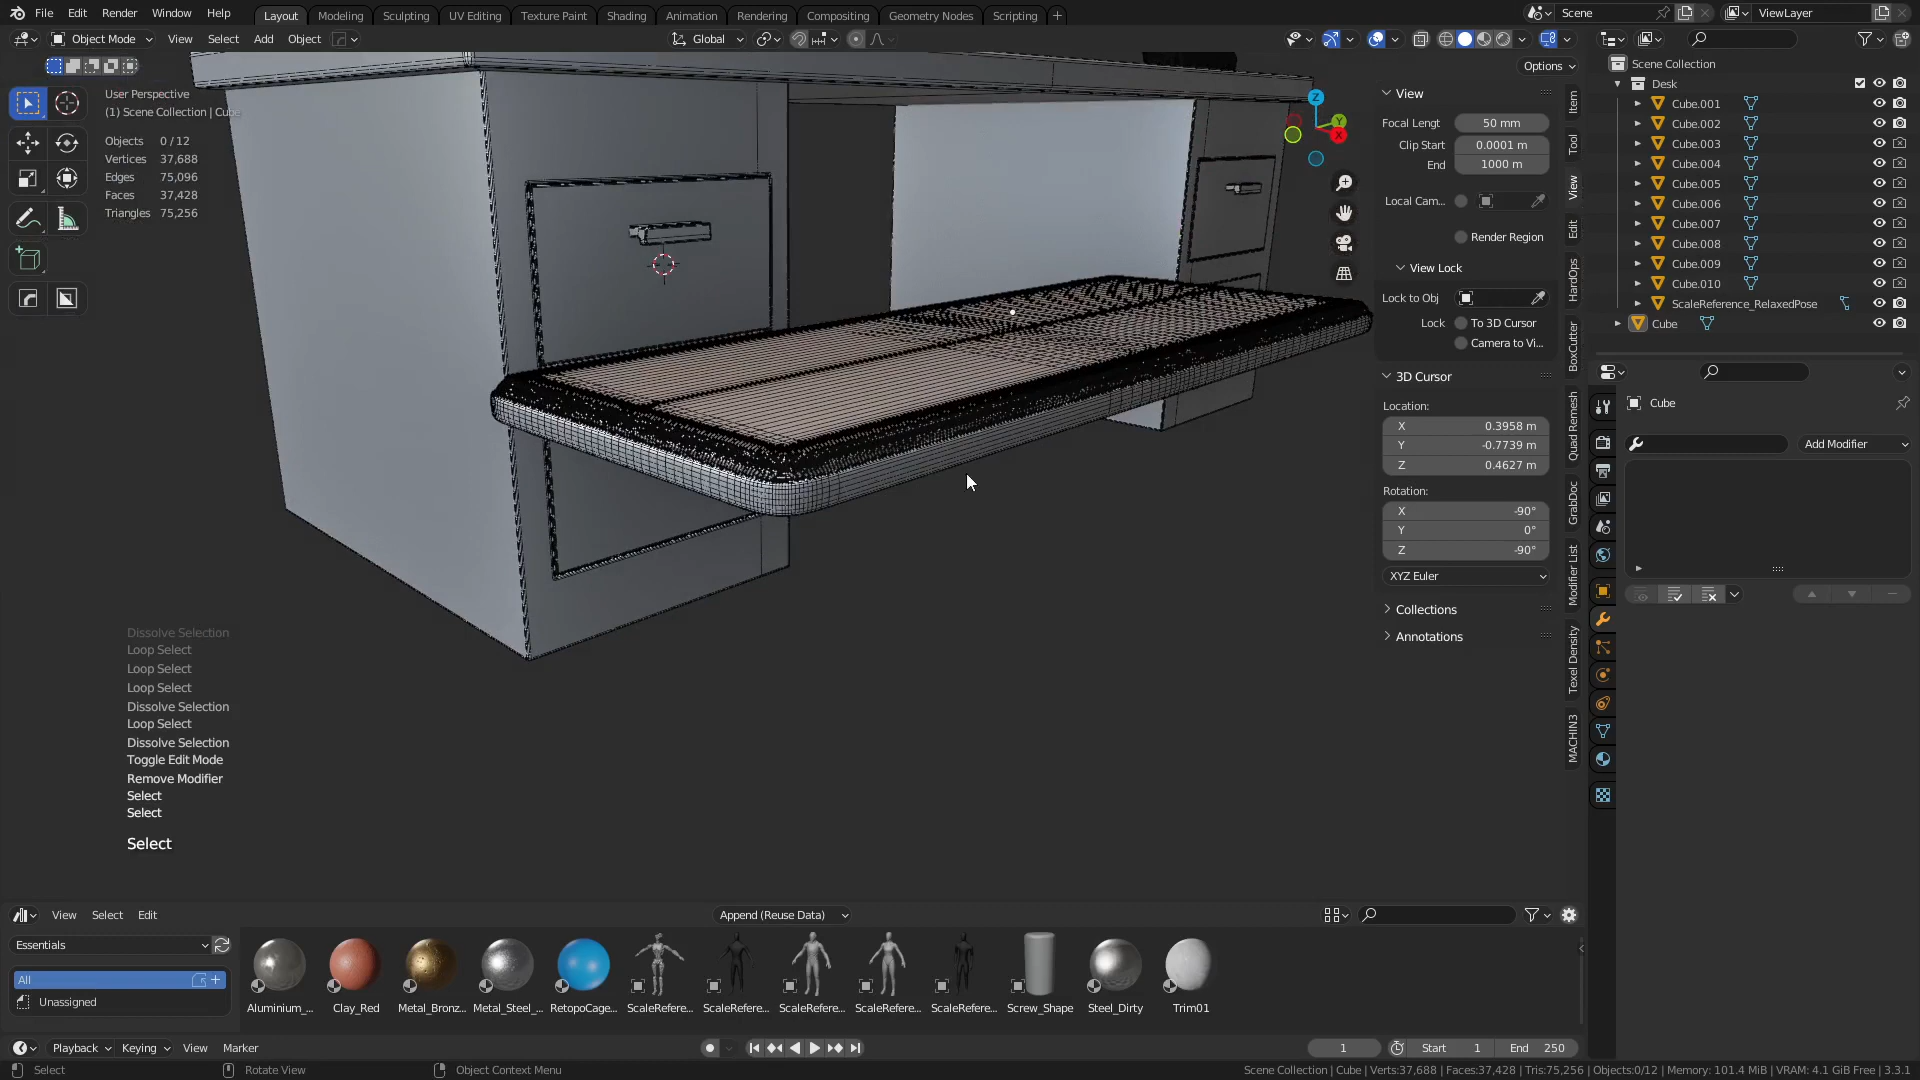 File Edit Render Window Help
Layout Modeling Sculpting UV Editing Texture Paint Shading Animation Rendering Compositing Geometry Nodes Scripting +
Scene ViewLayer
Object Mode View Select Add Object Global
Options
User Perspective
(1) Scene Collection | Cube
Objects 0 / 12
Vertices 37,688
Edges 75,096
Faces 37,428
Triangles 75,256
Z
Y
X
View
Focal Lengt 50 mm
Clip Start 0.0001 m
End 1000 m
Local Cam...
Render Region
View Lock
Lock to Obj
Lock To 3D Cursor
Camera to Vi...
3D Cursor
Location:
X 0.3958 m
Y -0.7739 m
Z 0.4627 m
Rotation:
X -90°
Y 0°
Z -90°
XYZ Euler
Collections
Annotations
Item
Tool
View
Edit
HardOps
BoxCutter
Quad Remesh
GrabDoc
Modifier List
Texel Density
MACHIN3
Scene Collection
Desk
Cube.001
Cube.002
Cube.003
Cube.004
Cube.005
Cube.006
Cube.007
Cube.008
Cube.009
Cube.010
ScaleReference_RelaxedPose
Cube
Cube
Add Modifier
Dissolve Selection
Loop Select
Loop Select
Loop Select
Dissolve Selection
Loop Select
Dissolve Selection
Toggle Edit Mode
Remove Modifier
Select
Select
Select
View Select Edit Append (Reuse Data)
Essentials
All
Unassigned
Aluminium_... Clay_Red Metal_Bronz... Metal_Steel_... RetopoCage... ScaleRefere... ScaleRefere... ScaleRefere... ScaleRefere... ScaleRefere... Screw_Shape Steel_Dirty Trim01
Playback Keying View Marker 1 Start 1 End 250
Select Rotate View Object Context Menu Scene Collection | Cube | Verts:37,688 | Faces:37,428 | Tris:75,256 | Objects:0/12 | Memory: 101.4 MiB | VRAM: 4.1 GiB Free | 3.3.1